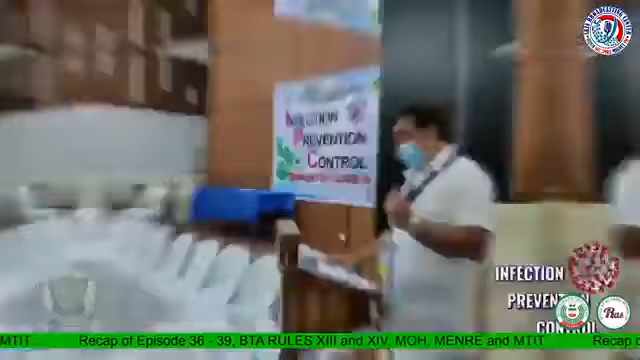 INFECTION
PREVENTION
CONTROL
INFECTION
PREVENT
CONTROL
Ras
MTIT
Recap of Episode 36 - 39, BTA RULES XIII and XIV, MOH, MENRE and MTIT
Recap o